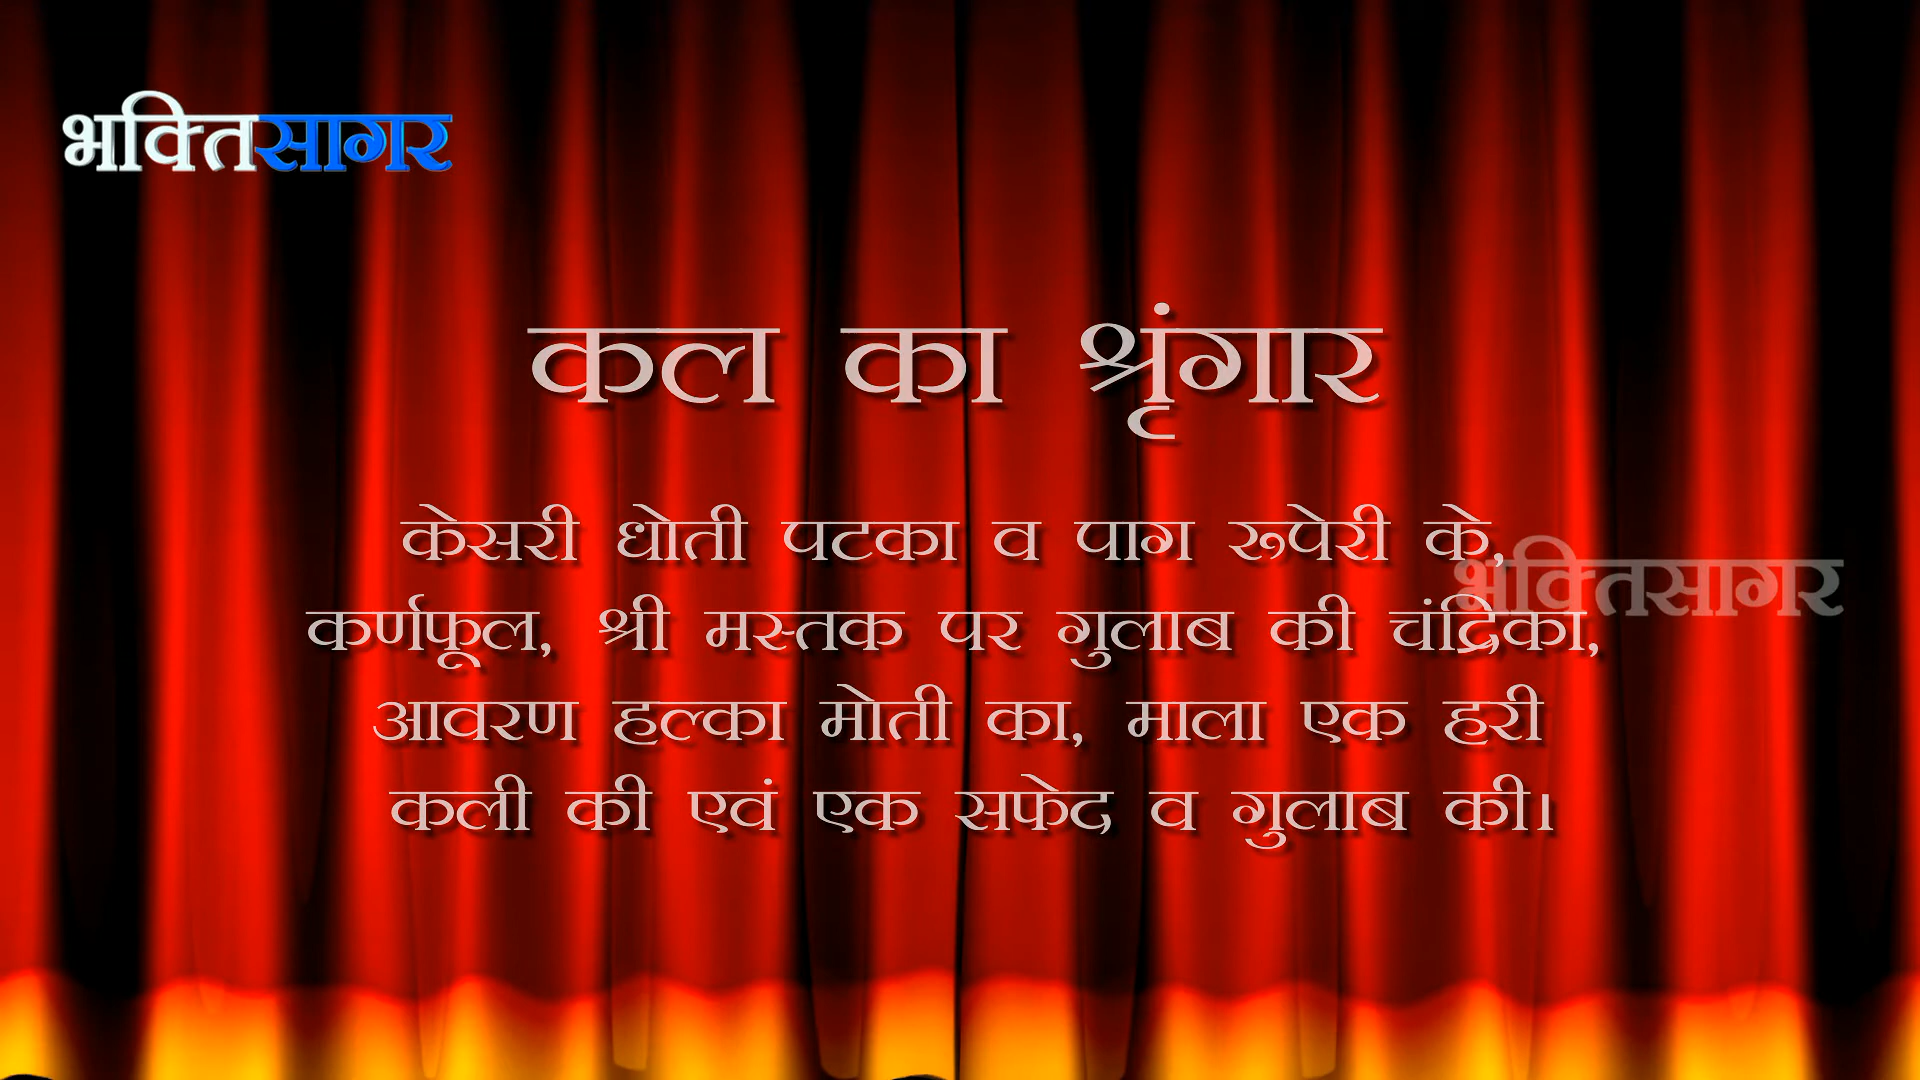 भक्तिसागर
कल का श्रृंगार
केसरी धोती पटका व पाग रूपेरी के,
भक्तिसागर
कर्णफूल, श्री मस्तक पर गुलाब की चंद्रिका,
आवरण हल्का मोती का, माला एक हरी
कली की एवं एक सफेद व गुलाब की।